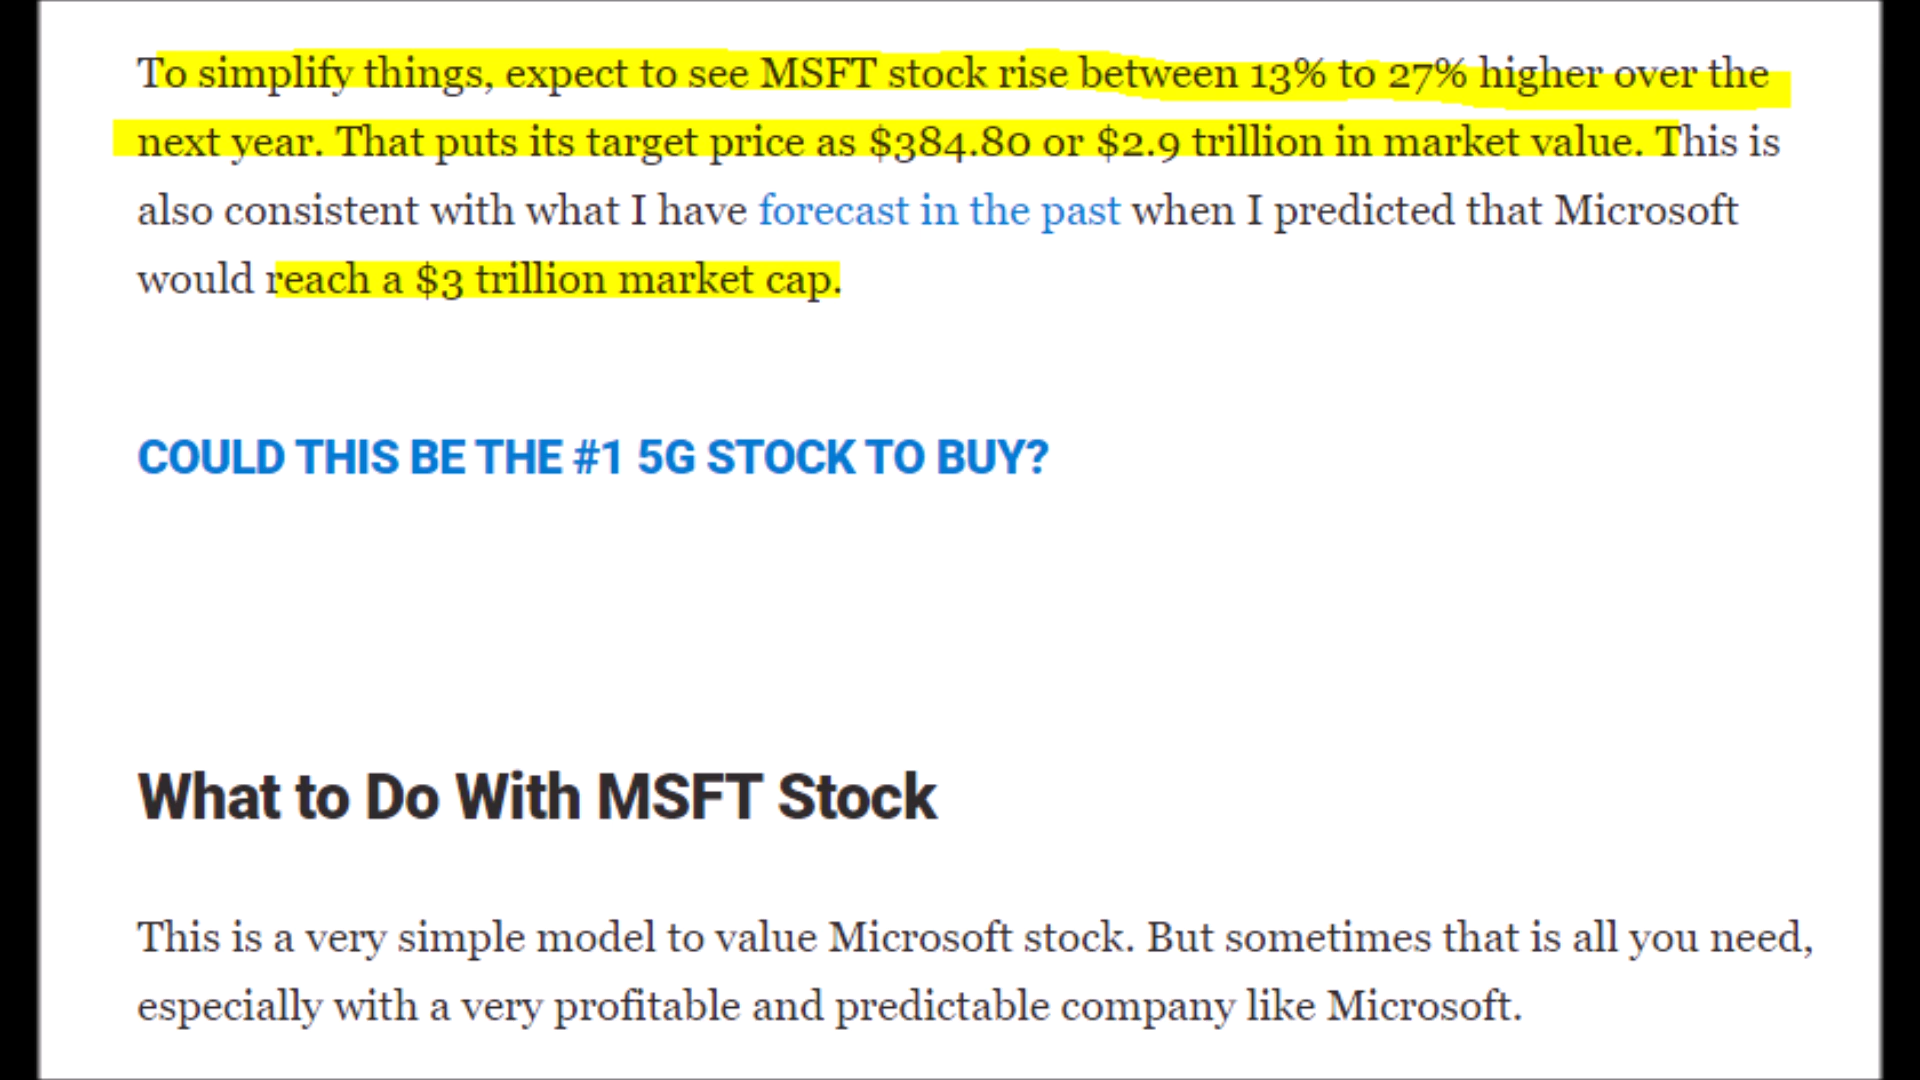 To simplify things, expect to see MSFT stock rise between 13% to 27% higher over the
next year. That puts its target price as $384.80 or $2.9 trillion in market value. This is
also consistent with what I have forecast in the past when I predicted that Microsoft
would reach a $3 trillion market cap.
COULD THIS BE THE #1 5G STOCK TO BUY?
What to Do With MSFT Stock
This is a very simple model to value Microsoft stock. But sometimes that is all you need,
especially with a very profitable and predictable company like Microsoft.